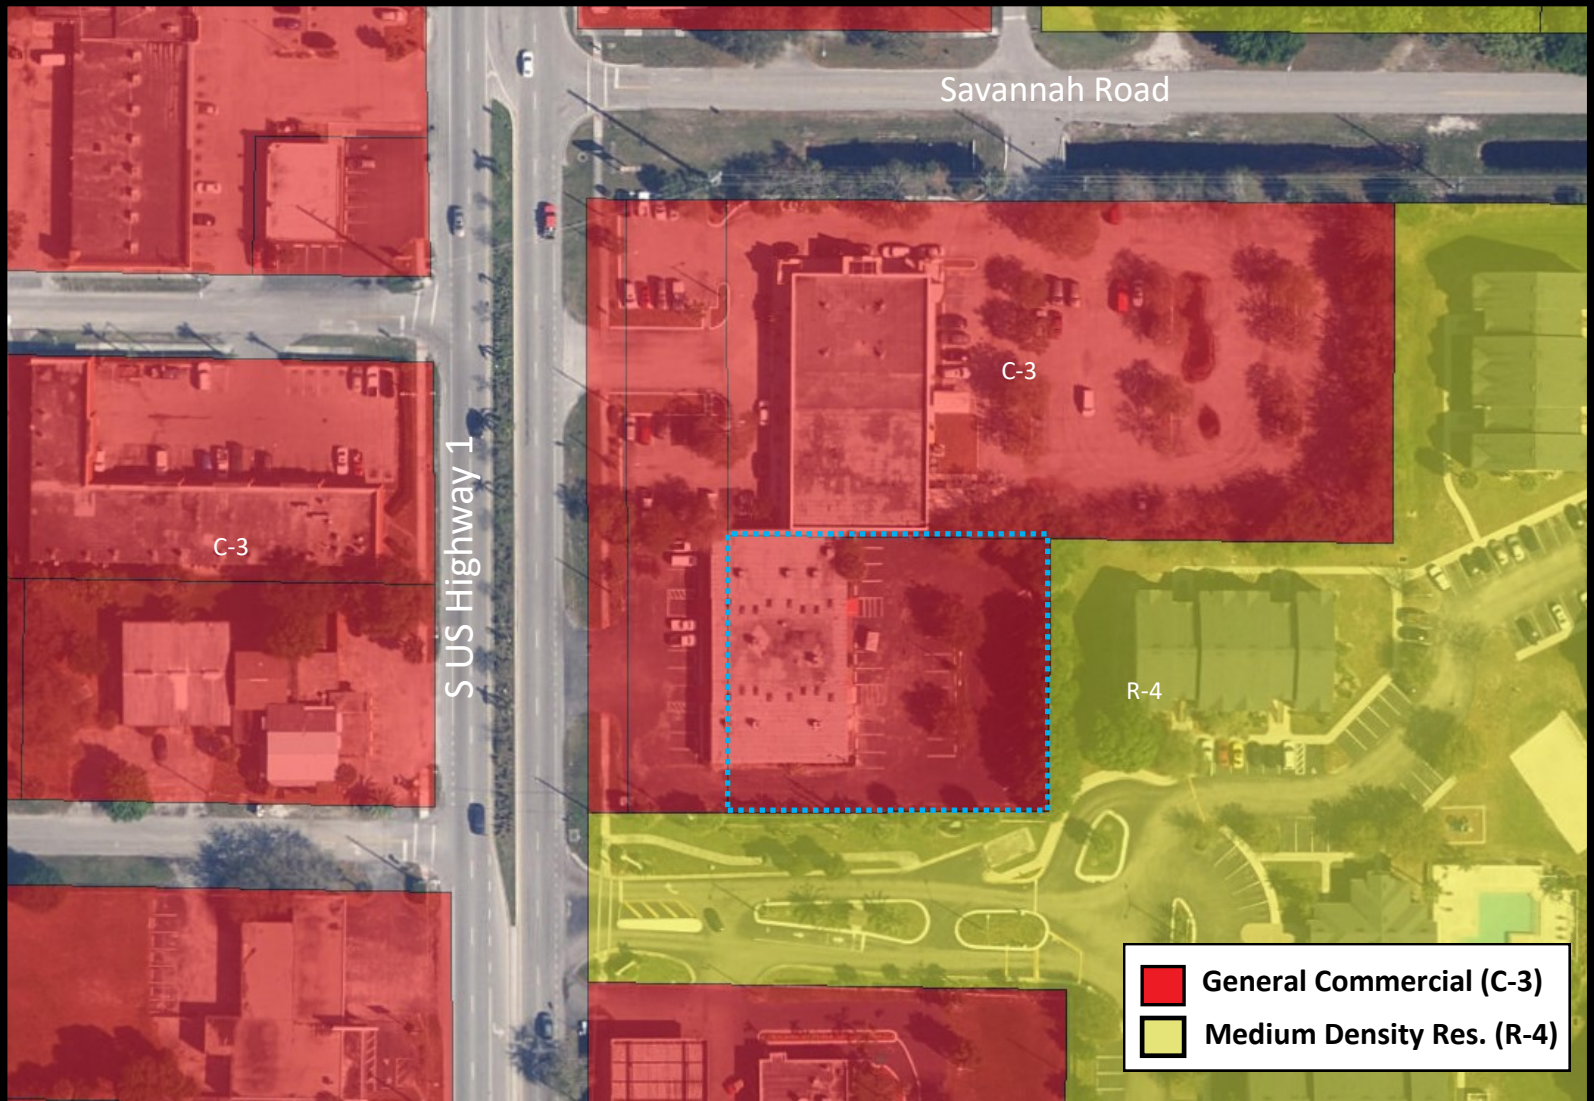 Savannah Road
C-3
S US Highway 1
C-3
R-4
General Commercial (C-3)
Medium Density Res. (R-4)